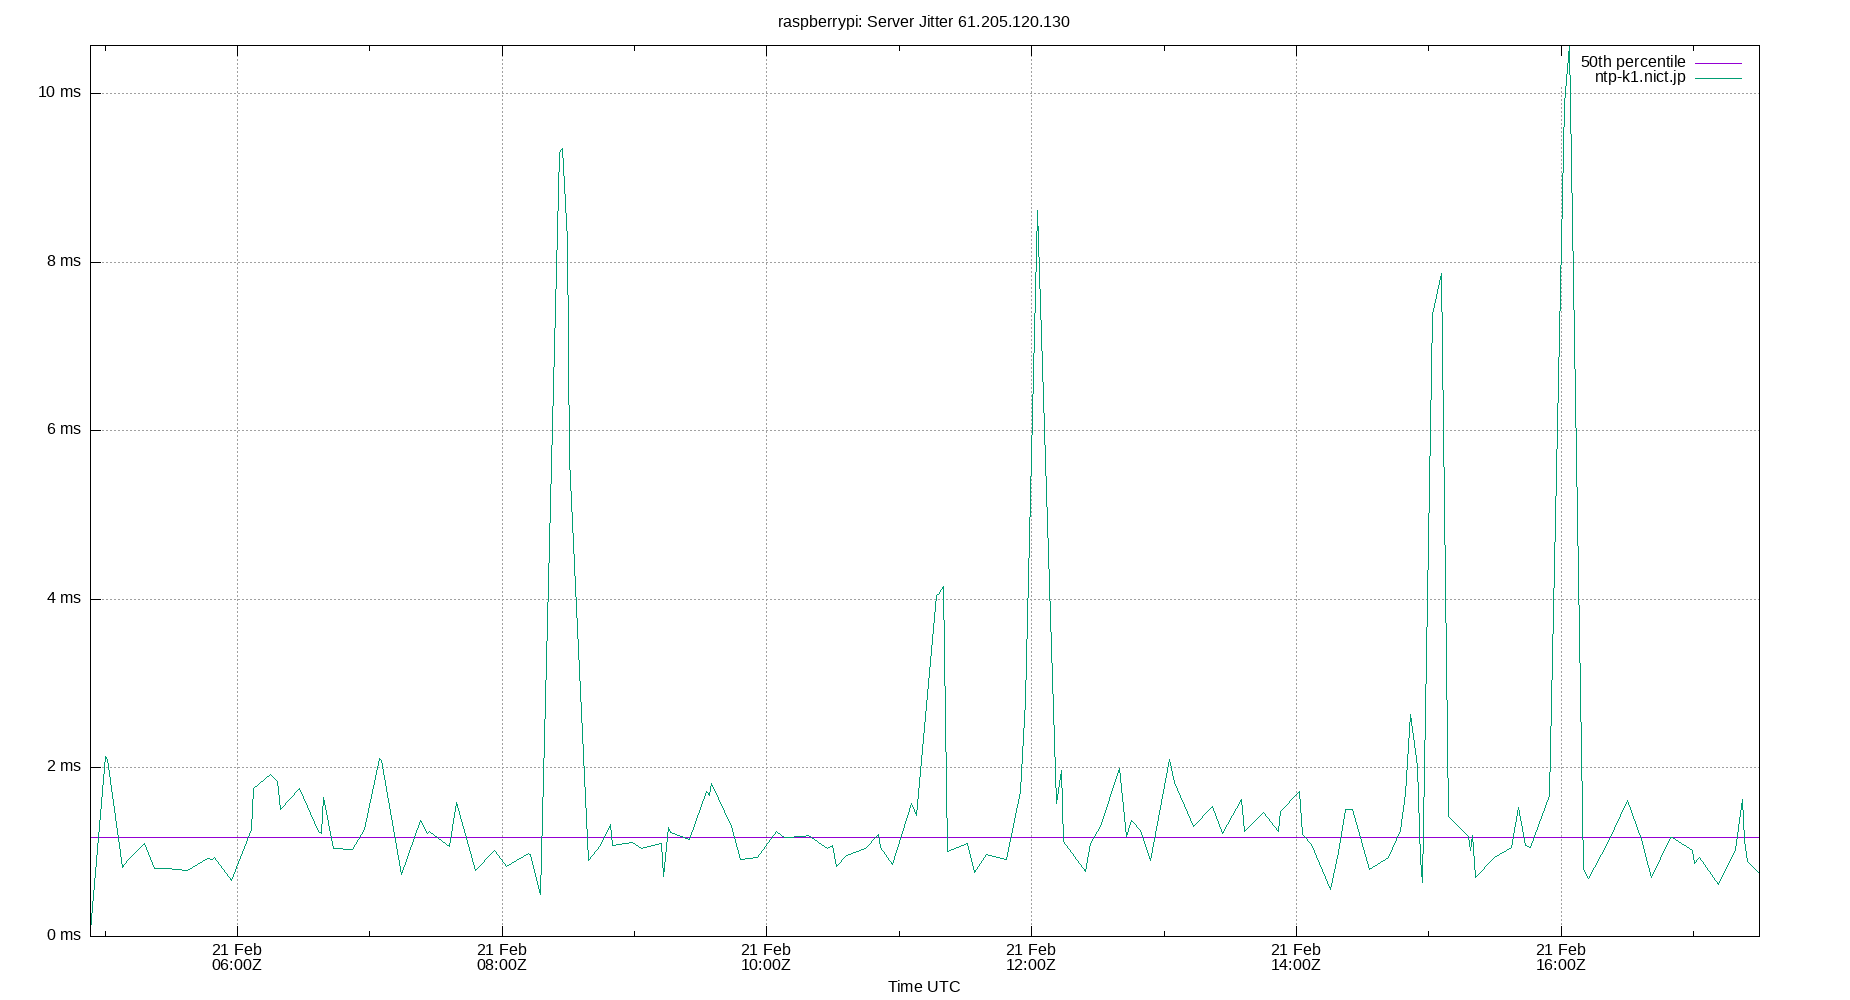 raspberrypi: Server Jitter 61.205.120.130
50th percentile
ntp-k1.nict.jp
10 ms
8 ms
6 ms
4 ms
2 ms
0 ms
21 Feb 21 Feb 21 Feb 21 Feb 21 Feb 21 Feb
06:00Z 08:00Z 10:00Z 12:00Z 14:00Z 16:00Z
Time UTC